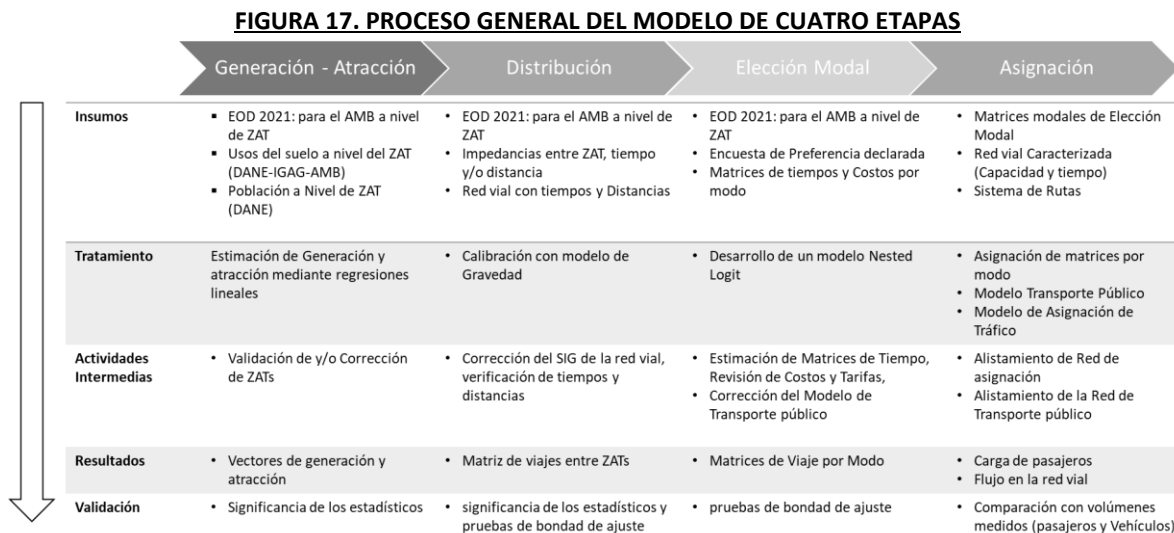 FIGURA 17. PROCESO GENERAL DEL MODELO DE CUATRO ETAPAS
Generación - Atracción
Distribución
Elección Modal
Asignación
Insumos
▪ EOD 2021: para el AMB a nivel
de ZAT
▪ Usos del suelo a nivel del ZAT
(DANE-IGAG-AMB)
▪ Población a Nivel de ZAT
(DANE)
• EOD 2021: para el AMB a nivel de
ZAT
• Impedancias entre ZAT, tiempo
y/o distancia
• Red vial con tiempos y Distancias
• EOD 2021: para el AMB a nivel de
ZAT
• Encuesta de Preferencia declarada
• Matrices de tiempos y Costos por
modo
• Matrices modales de Elección
Modal
• Red vial Caracterizada
(Capacidad y tiempo)
• Sistema de Rutas
Tratamiento
Estimación de Generación y
atracción mediante regresiones
lineales
• Calibración con modelo de
Gravedad
• Desarrollo de un modelo Nested
Logit
• Asignación de matrices por
modo
• Modelo Transporte Público
• Modelo de Asignación de
Tráfico
Actividades
Intermedias
• Validación de y/o Corrección
de ZATs
• Corrección del SIG de la red vial,
verificación de tiempos y
distancias
• Estimación de Matrices de Tiempo,
Revisión de Costos y Tarifas,
• Corrección del Modelo de
Transporte público
• Alistamiento de Red de
asignación
• Alistamiento de la Red de
Transporte público
Resultados
• Vectores de generación y
atracción
• Matriz de viajes entre ZATs
• Matrices de Viaje por Modo
• Carga de pasajeros
• Flujo en la red vial
Validación
• Significancia de los estadísticos
• significancia de los estadísticos y
pruebas de bondad de ajuste
• pruebas de bondad de ajuste
• Comparación con volúmenes
medidos (pasajeros y Vehículos)